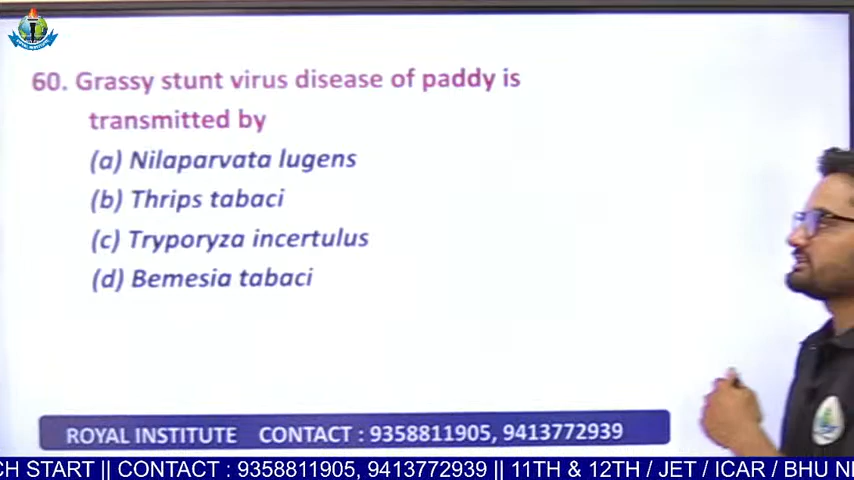 60. Grassy stunt virus disease of paddy is
transmitted by
(a) Nilaparvata lugens
(b) Thrips tabaci
(c) Tryporyza incertulus
(d) Bemesia tabaci
ROYAL INSTITUTE CONTACT : 9358811905, 9413772939
CH START || CONTACT : 9358811905, 9413772939 || 11TH & 12TH / JET / ICAR / BHU